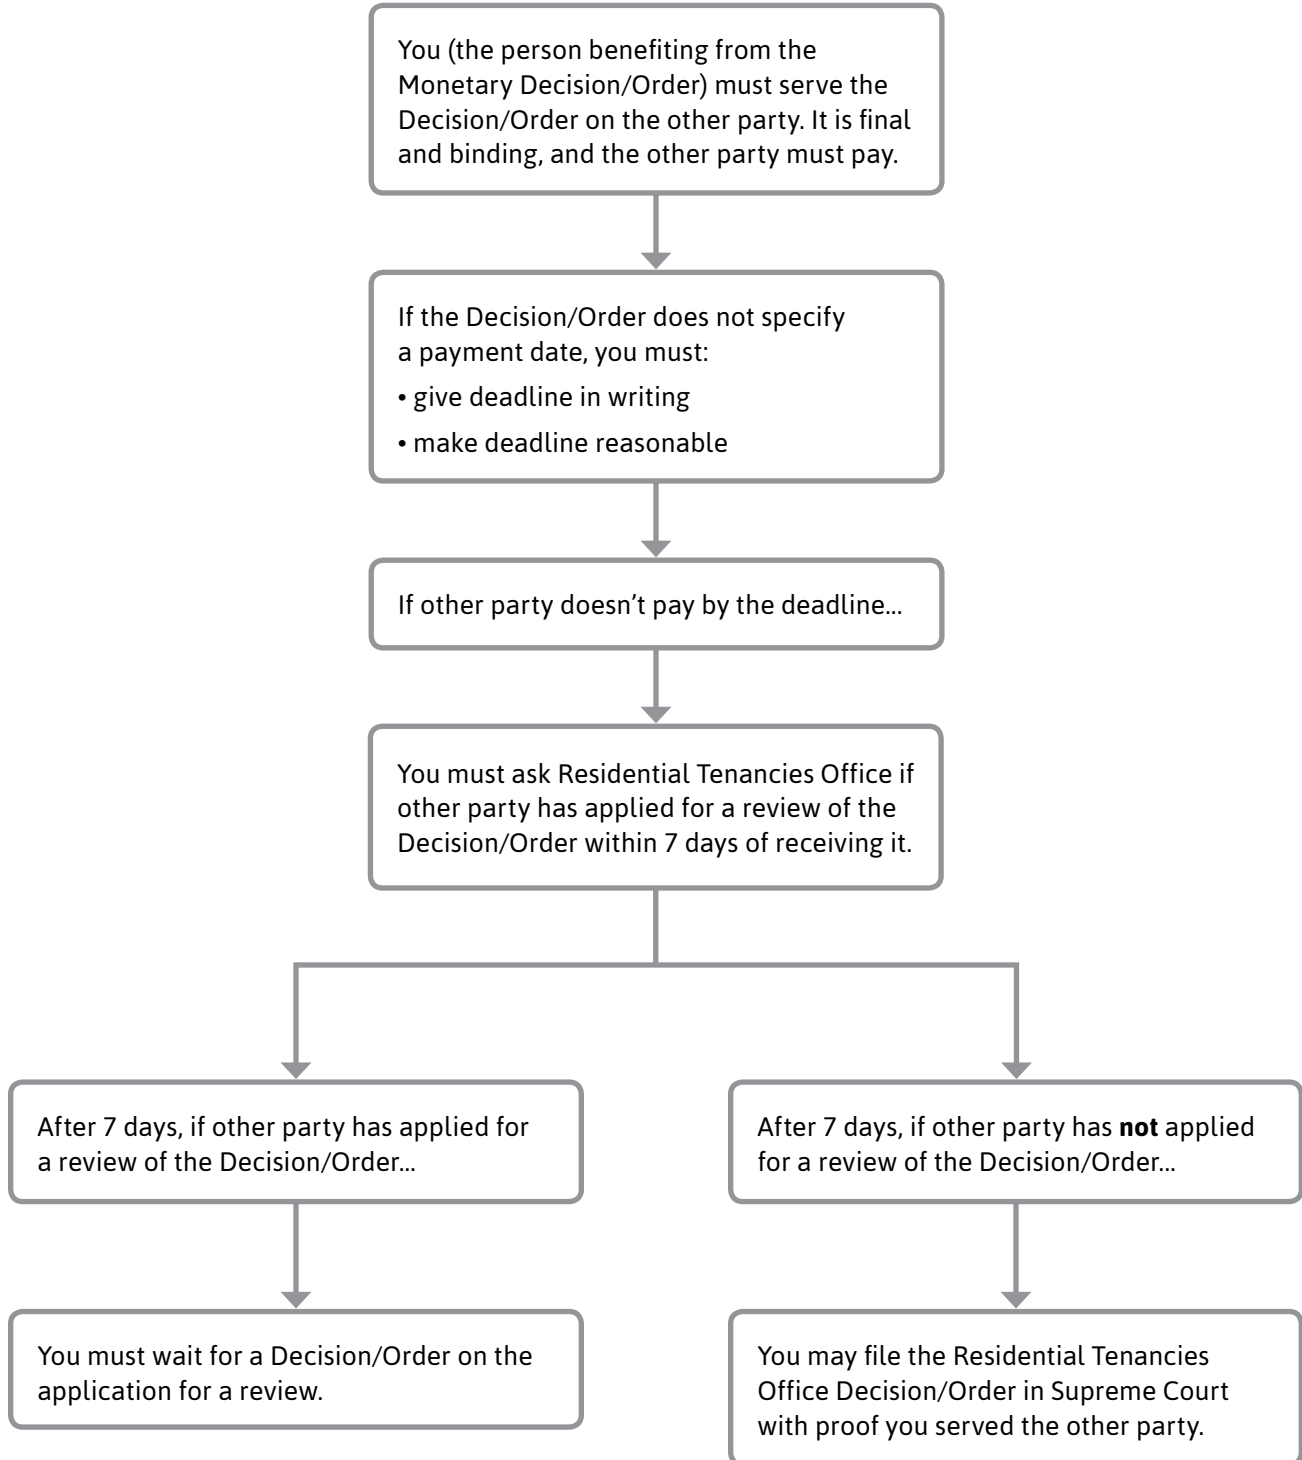 You (the person benefiting from the
Monetary Decision/Order) must serve the
Decision/Order on the other party. It is final
and binding, and the other party must pay.
If the Decision/Order does not specify
a payment date, you must:
• give deadline in writing
• make deadline reasonable
If other party doesn’t pay by the deadline...
You must ask Residential Tenancies Office if
other party has applied for a review of the
Decision/Order within 7 days of receiving it.
After 7 days, if other party has applied for
a review of the Decision/Order...
After 7 days, if other party has not applied
for a review of the Decision/Order...
You must wait for a Decision/Order on the
application for a review.
You may file the Residential Tenancies
Office Decision/Order in Supreme Court
with proof you served the other party.